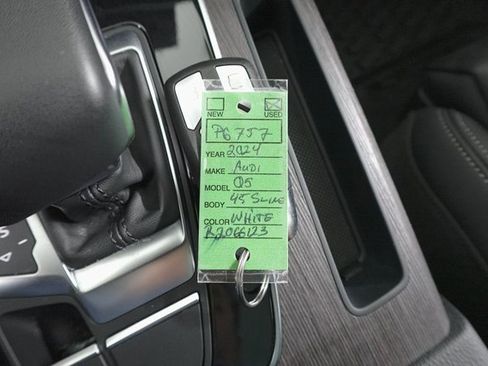 NEW USED
P6757
YEAR 2024
MAKE AUDI
MODEL Q5
BODY 45 SLINE
COLOR WHITE
R2066123